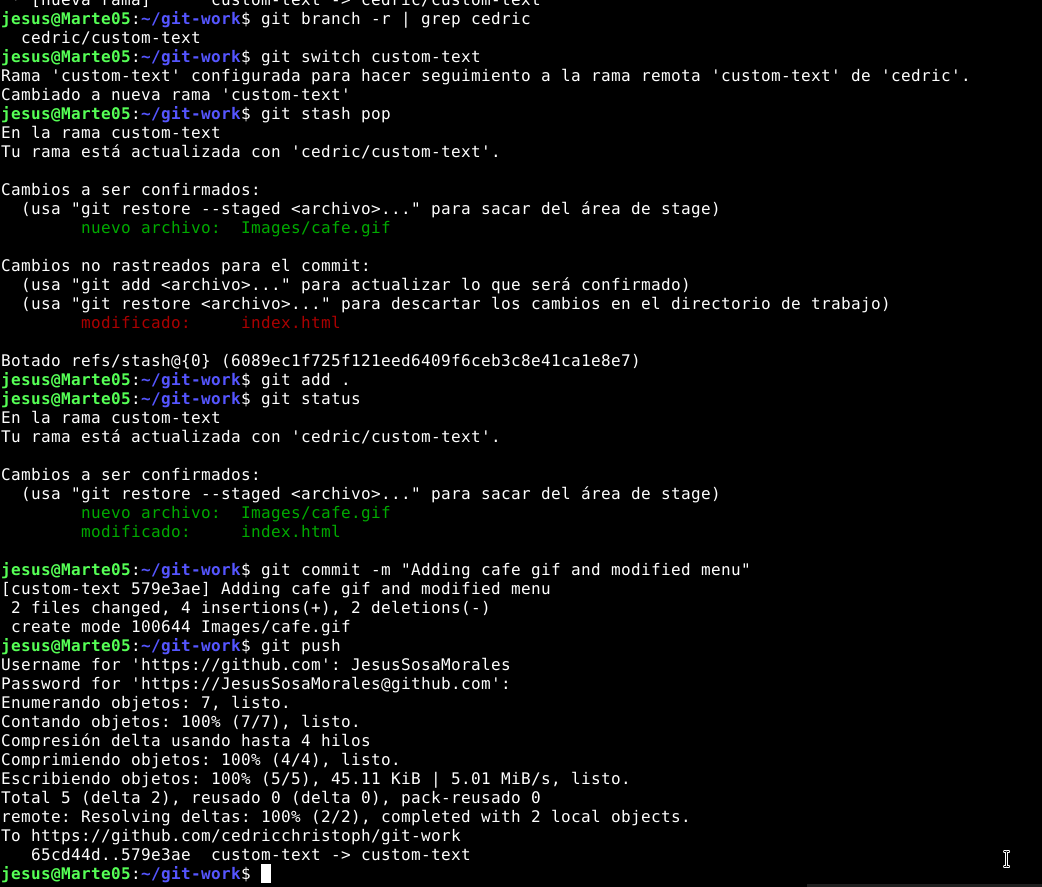 * [nueva rama]      custom-text -> cedric/custom-text
jesus@Marte05:~/git-work$ git branch -r | grep cedric
  cedric/custom-text
jesus@Marte05:~/git-work$ git switch custom-text
Rama 'custom-text' configurada para hacer seguimiento a la rama remota 'custom-text' de 'cedric'.
Cambiado a nueva rama 'custom-text'
jesus@Marte05:~/git-work$ git stash pop
En la rama custom-text
Tu rama está actualizada con 'cedric/custom-text'.

Cambios a ser confirmados:
  (usa "git restore --staged <archivo>..." para sacar del área de stage)
        nuevo archivo:  Images/cafe.gif

Cambios no rastreados para el commit:
  (usa "git add <archivo>..." para actualizar lo que será confirmado)
  (usa "git restore <archivo>..." para descartar los cambios en el directorio de trabajo)
        modificado:     index.html

Botado refs/stash@{0} (6089ec1f725f121eed6409f6ceb3c8e41ca1e8e7)
jesus@Marte05:~/git-work$ git add .
jesus@Marte05:~/git-work$ git status
En la rama custom-text
Tu rama está actualizada con 'cedric/custom-text'.

Cambios a ser confirmados:
  (usa "git restore --staged <archivo>..." para sacar del área de stage)
        nuevo archivo:  Images/cafe.gif
        modificado:     index.html

jesus@Marte05:~/git-work$ git commit -m "Adding cafe gif and modified menu"
[custom-text 579e3ae] Adding cafe gif and modified menu
 2 files changed, 4 insertions(+), 2 deletions(-)
 create mode 100644 Images/cafe.gif
jesus@Marte05:~/git-work$ git push
Username for 'https://github.com': JesusSosaMorales
Password for 'https://JesusSosaMorales@github.com':
Enumerando objetos: 7, listo.
Contando objetos: 100% (7/7), listo.
Compresión delta usando hasta 4 hilos
Comprimiendo objetos: 100% (4/4), listo.
Escribiendo objetos: 100% (5/5), 45.11 KiB | 5.01 MiB/s, listo.
Total 5 (delta 2), reusado 0 (delta 0), pack-reusado 0
remote: Resolving deltas: 100% (2/2), completed with 2 local objects.
To https://github.com/cedricchristoph/git-work
   65cd44d..579e3ae  custom-text -> custom-text
jesus@Marte05:~/git-work$